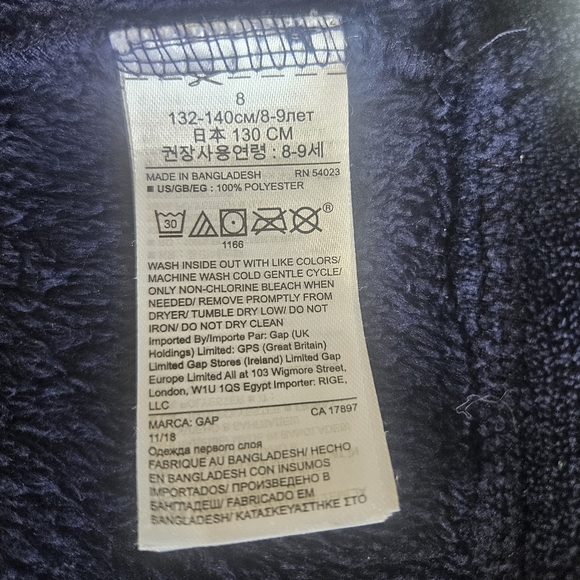 8
132-140см/8-9лет
日本 130 CM
권장사용연령 : 8-9세
MADE IN BANGLADESH RN 54023
US/GB/EG : 100% POLYESTER
30 ®
1166
WASH INSIDE OUT WITH LIKE COLORS/
MACHINE WASH COLD GENTLE CYCLE/
ONLY NON-CHLORINE BLEACH WHEN
NEEDED/ REMOVE PROMPTLY FROM
DRYER/ TUMBLE DRY LOW/ DO NOT
IRON/ DO NOT DRY CLEAN
Imported By/Importe Par: Gap (UK
Holdings) Limited: GPS (Great Britain)
Limited Gap Stores (Ireland) Limited Gap
Europe Limited All at 103 Wigmore Street,
London, W1U 1QS Egypt Importer: RIGE,
LLC
MARCA: GAP CA 17897
11/18
Одежда первого слоя
FABRIQUE AU BANGLADESH/ HECHO
EN BANGLADESH CON INSUMOS
IMPORTADOS/ ПРОИЗВЕДЕНО В
БАНГЛАДЕШ/ FABRICADO EM
BANGLADESH/ ΚΑΤΑΣΚΕΥΑΣΤΗΚΕ ΣΤΟ